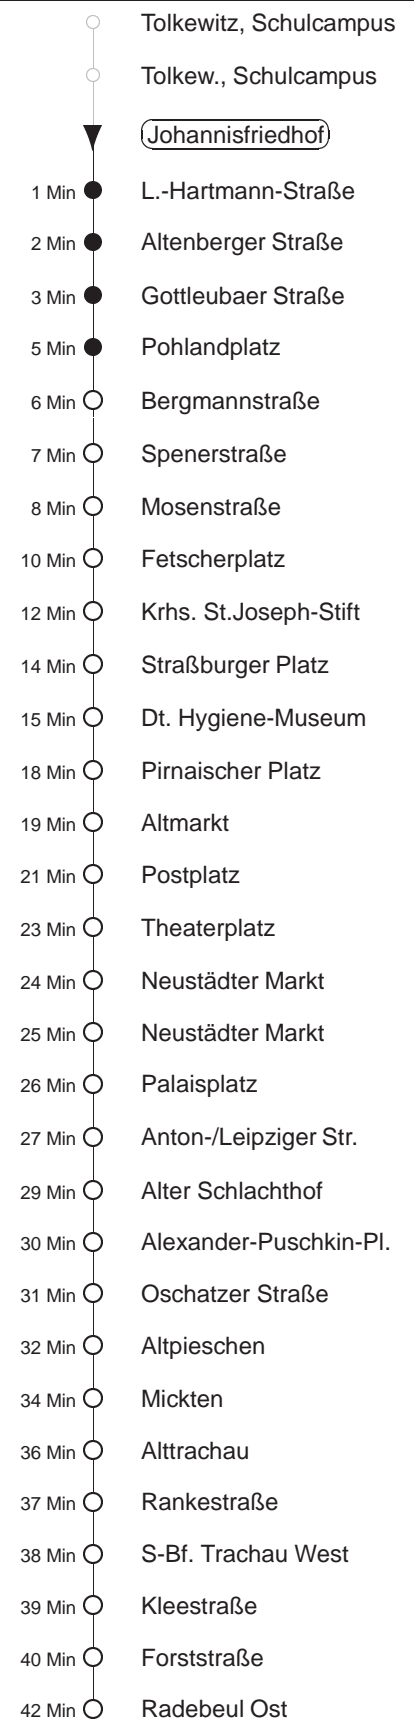 Tolkewitz, Schulcampus
Tolkew., Schulcampus
Johannisfriedhof
1 Min L.-Hartmann-Straße
2 Min Altenberger Straße
3 Min Gottleubaer Straße
5 Min Pohlandplatz
6 Min Bergmannstraße
7 Min Spenerstraße
8 Min Mosenstraße
10 Min Fetscherplatz
12 Min Krhs. St.Joseph-Stift
14 Min Straßburger Platz
15 Min Dt. Hygiene-Museum
18 Min Pirnaischer Platz
19 Min Altmarkt
21 Min Postplatz
23 Min Theaterplatz
24 Min Neustädter Markt
25 Min Neustädter Markt
26 Min Palaisplatz
27 Min Anton-/Leipziger Str.
29 Min Alter Schlachthof
30 Min Alexander-Puschkin-Pl.
31 Min Oschatzer Straße
32 Min Altpieschen
34 Min Mickten
36 Min Alttrachau
37 Min Rankestraße
38 Min S-Bf. Trachau West
39 Min Kleestraße
40 Min Forststraße
42 Min Radebeul Ost